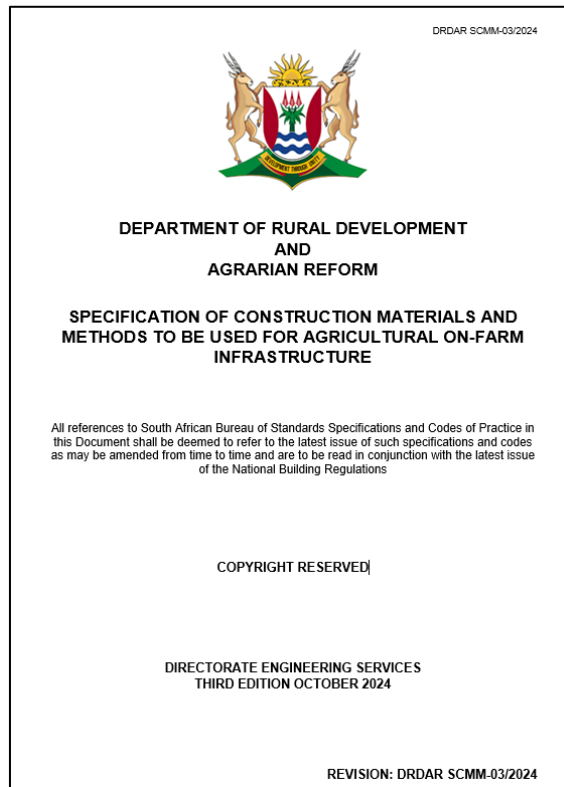 DRDAR SCMM-03/2024
DEVELOPMENT THROUGH UNITY
DEPARTMENT OF RURAL DEVELOPMENT
AND
AGRARIAN REFORM
SPECIFICATION OF CONSTRUCTION MATERIALS AND
METHODS TO BE USED FOR AGRICULTURAL ON-FARM
INFRASTRUCTURE
All references to South African Bureau of Standards Specifications and Codes of Practice in
this Document shall be deemed to refer to the latest issue of such specifications and codes
as may be amended from time to time and are to be read in conjunction with the latest issue
of the National Building Regulations
COPYRIGHT RESERVED
DIRECTORATE ENGINEERING SERVICES
THIRD EDITION OCTOBER 2024
REVISION: DRDAR SCMM-03/2024